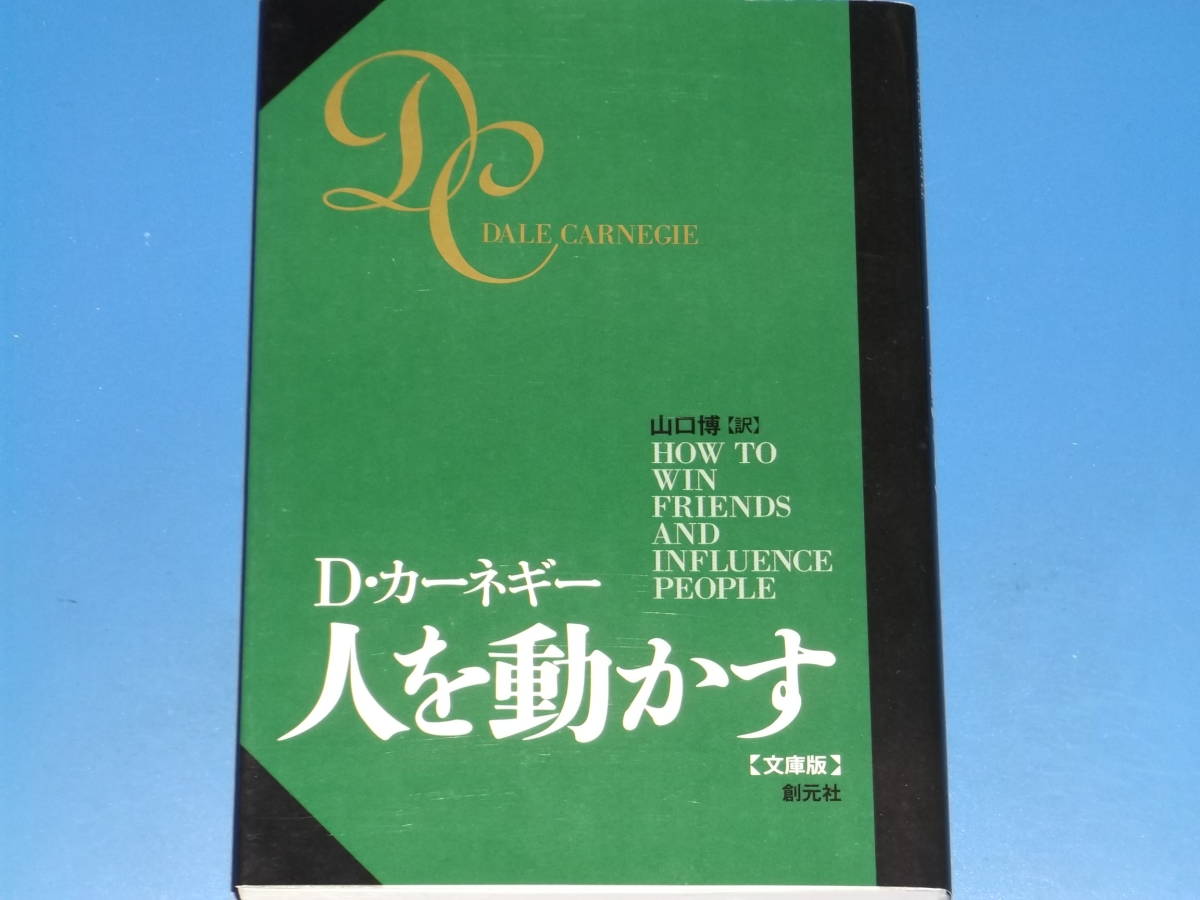 DC
DALE CARNEGIE
山口博【訳】
HOW TO
WIN
FRIENDS
AND
INFLUENCE
PEOPLE
D・カーネギー
人を動かす
【文庫版】
創元社